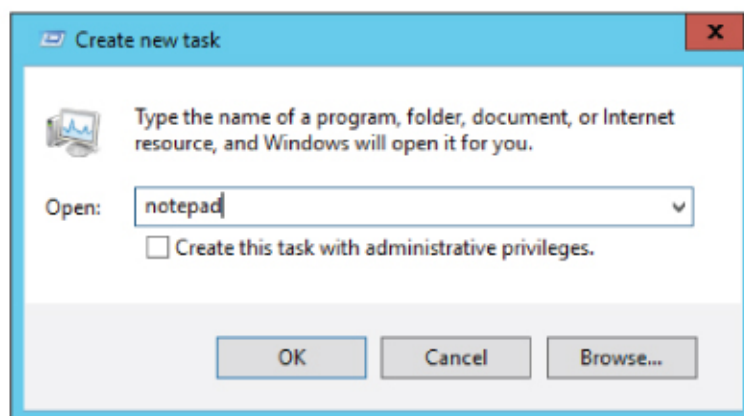 Create new task
Type the name of a program, folder, document, or Internet
resource, and Windows will open it for you.
Open: notepad
Create this task with administrative privileges.
OK Cancel Browse...